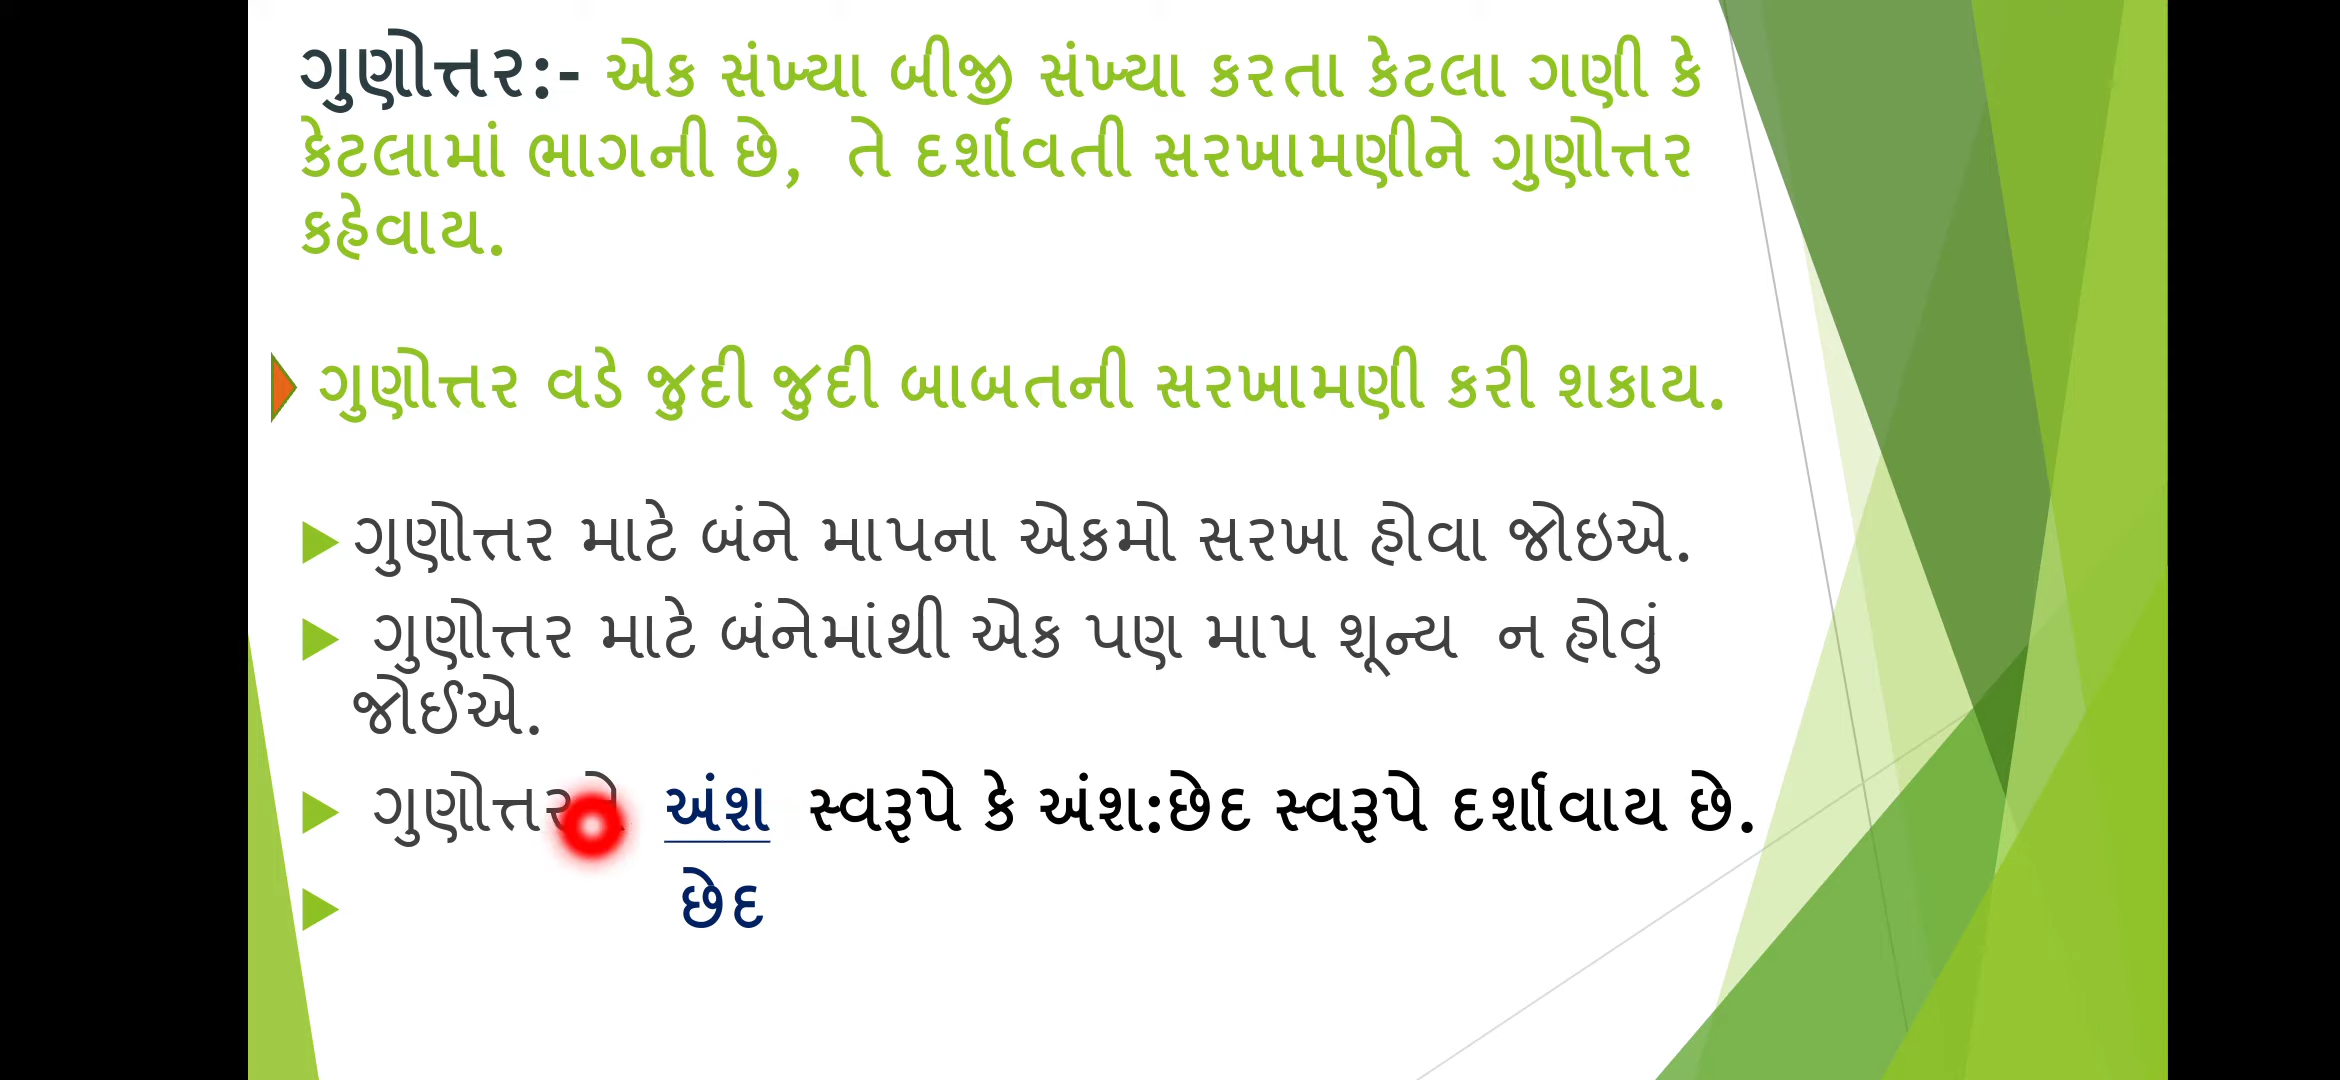 ગુણોત્તર:- એક સંખ્યા બીજી સંખ્યા કરતા કેટલા ગણી કે
કેટલામાં ભાગની છે, તે દર્શાવતી સરખામણીને ગુણોત્તર
કહેવાય.
ગુણોત્તર વડે જુદી જુદી બાબતની સરખામણી કરી શકાય.
ગુણોત્તર માટે બંને માપના એકમો સરખા હોવા જોઇએ.
ગુણોત્તર માટે બંનેમાંથી એક પણ માપ શૂન્ય ન હોવું
જોઈએ.
ગુણોત્તરને અંશ સ્વરૂપે કે અંશ:છેદ સ્વરૂપે દર્શાવાય છે.
છેદ